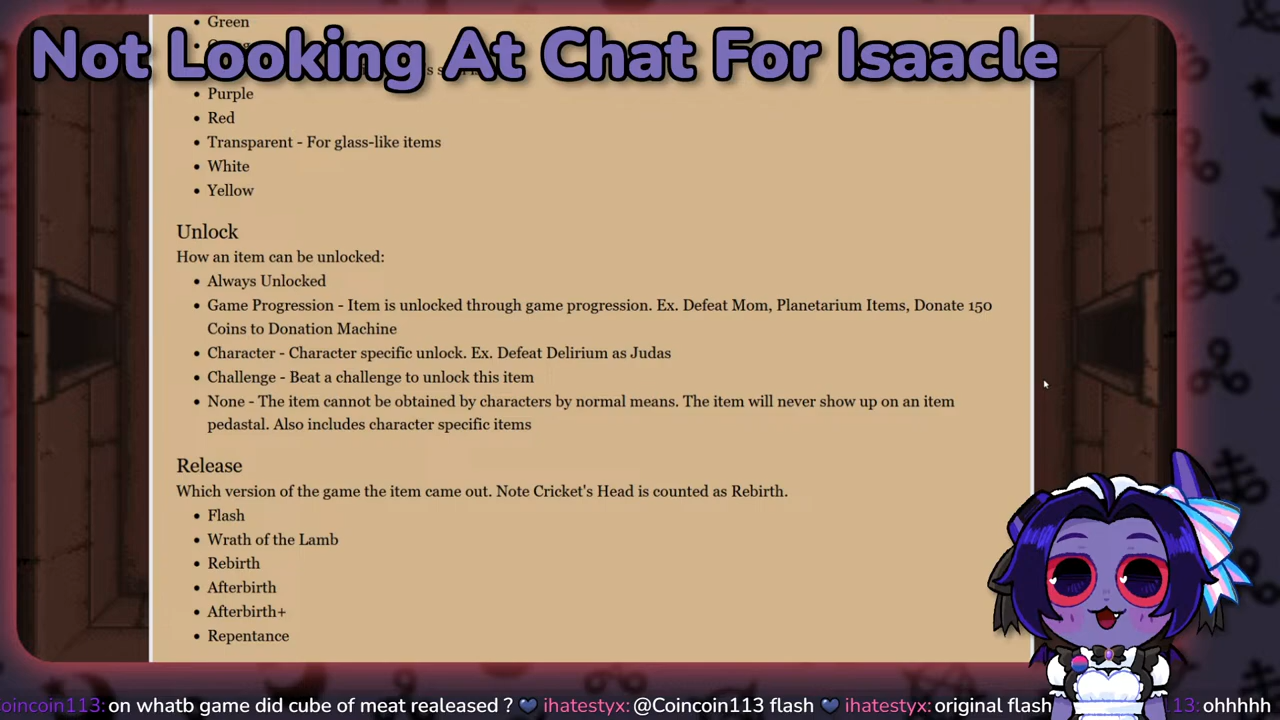 Green
Not Looking At Chat For Isaacle
Purple
Red
Transparent - For glass-like items
White
Yellow
Unlock
How an item can be unlocked:
Always Unlocked
Game Progression - Item is unlocked through game progression. Ex. Defeat Mom, Planetarium Items, Donate 150
Coins to Donation Machine
Character - Character specific unlock. Ex. Defeat Delirium as Judas
Challenge - Beat a challenge to unlock this item
None - The item cannot be obtained by characters by normal means. The item will never show up on an item
pedastal. Also includes character specific items
Release
Which version of the game the item came out. Note Cricket's Head is counted as Rebirth.
Flash
Wrath of the Lamb
Rebirth
Afterbirth
Afterbirth+
Repentance
oincoin113: on whatb game did cube of meat realeased ? ihatestyx: @Coincoin113 flash ihatestyx: original flash 13: ohhhhh